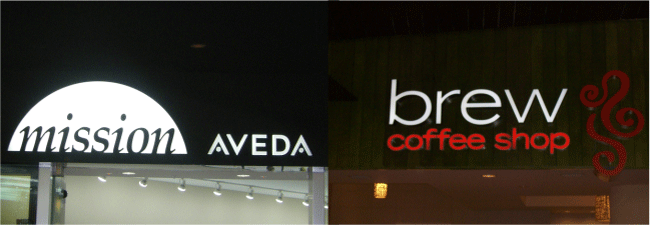 mission
AVEDA
brew
coffee shop